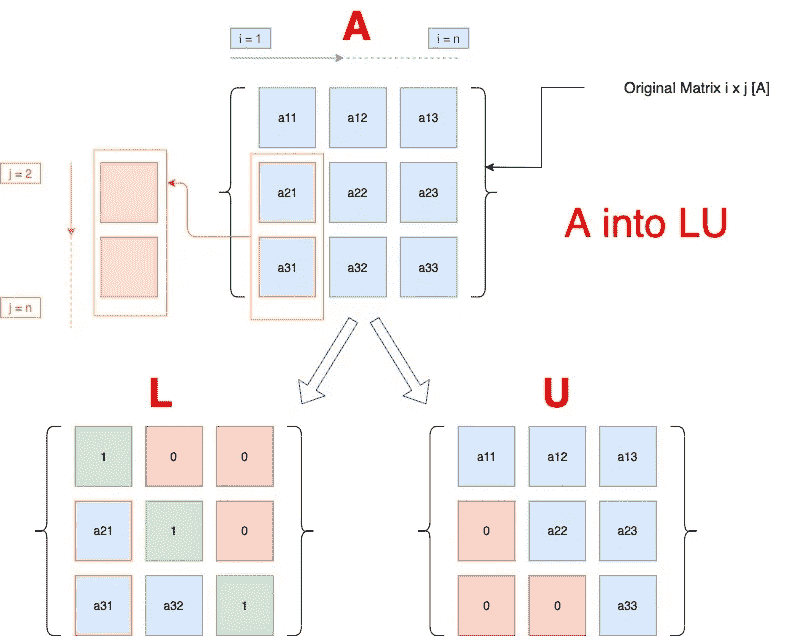 A
i = 1
i = n
Original Matrix i x j [A]
a11 a12 a13
j = 2
a21 a22 a23
A into LU
a31 a32 a33
j = n
L
U
1 0 0
a11 a12 a13
a21 1 0
0 a22 a23
a31 a32 1
0 0 a33